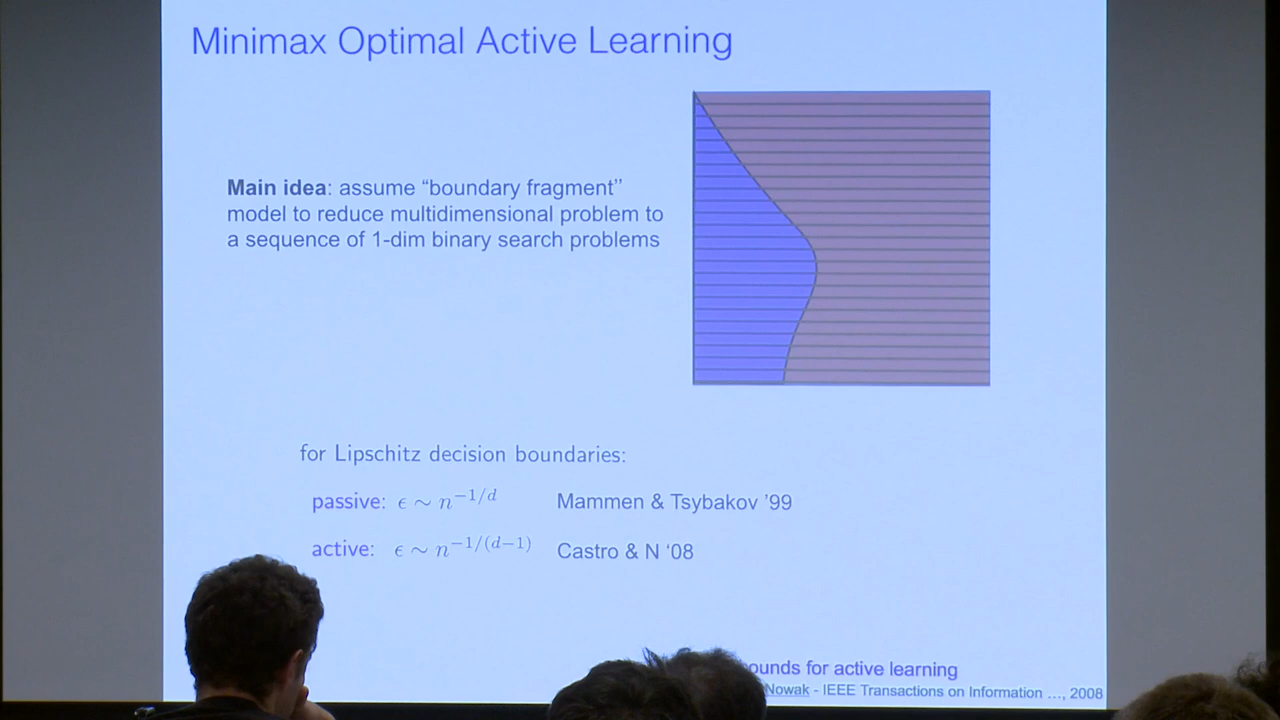 Minimax Optimal Active Learning
Main idea: assume “boundary fragment”
model to reduce multidimensional problem to
a sequence of 1-dim binary search problems
for Lipschitz decision boundaries:
passive: ϵ ∼ n^{−1/d} Mammen & Tsybakov ’99
active: ϵ ∼ n^{−1/(d−1)} Castro & N ‘08
for active learning
Nowak - IEEE Transactions on Information ..., 2008